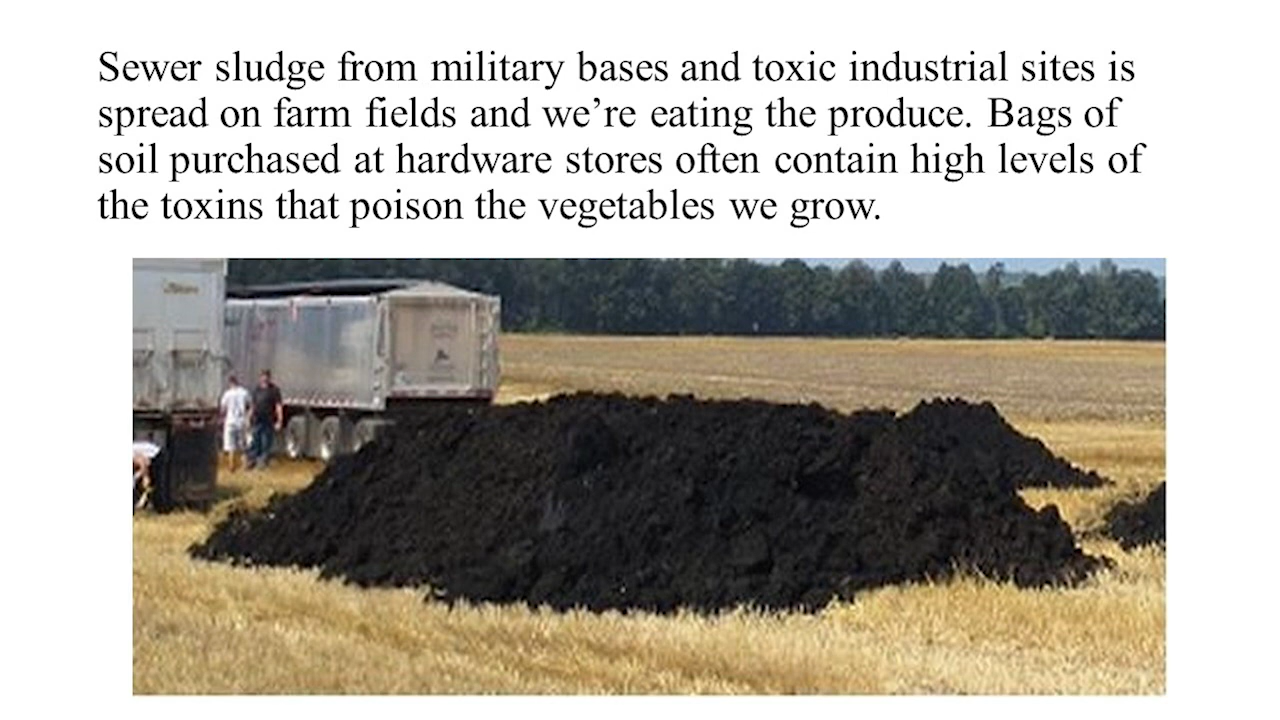 Sewer sludge from military bases and toxic industrial sites is
spread on farm fields and we’re eating the produce. Bags of
soil purchased at hardware stores often contain high levels of
the toxins that poison the vegetables we grow.